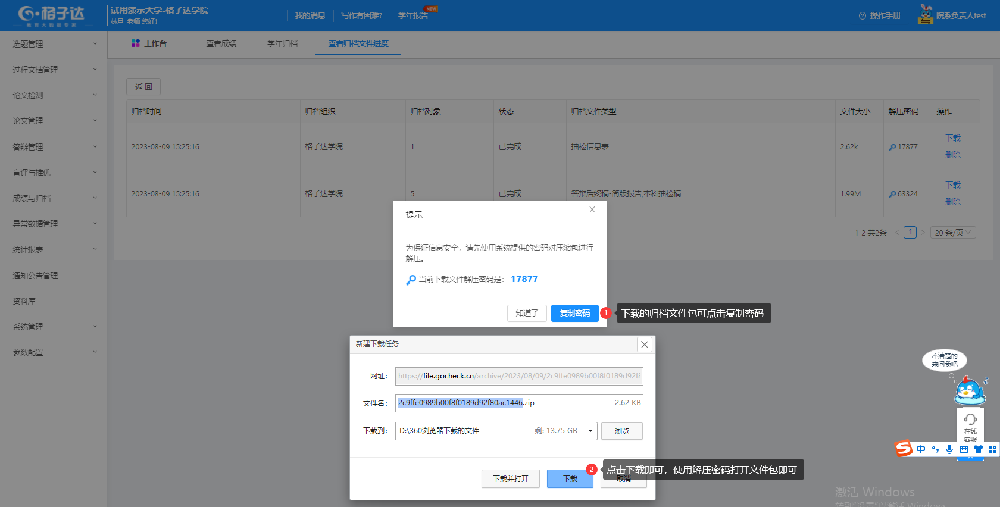 格子达
教育大数据专家
试用演示大学-格子达学院
林旦 老师 您好!
我的消息
写作有困难?
学年报告
NEW
操作手册
院系负责人test
选题管理
过程文档管理
论文检测
论文管理
答辩管理
盲评与推优
成绩与归档
异常数据管理
统计报表
通知公告管理
资料库
系统管理
参数配置
工作台
查看成绩
学年归档
查看归档文件进度
返 回
归档时间 归档组织 归档对象 状态 归档文件类型 文件大小 解压密码 操作
2023-08-09 15:25:16 格子达学院 1 已完成 抽检信息表 2.62k 17877 下载
删除
2023-08-09 15:25:16 格子达学院 5 已完成 答辩后终稿-简版报告,本科抽检稿 1.99M 63324 下载
删除
1-2 共2条 < 1 > 20 条/页
提示
为保证信息安全，请先使用系统提供的密码对压缩包进行
解压。
当前下载文件解压密码是： 17877
知道了
复制密码
1
下载的归档文件包可点击复制密码
新建下载任务
网址：
https://file.gocheck.cn/archive/2023/08/09/2c9ffe0989b00f8f0189d92f8
文件名：
2c9ffe0989b00f8f0189d92f80ac1446.zip 2.62 KB
下载到：
D:\360浏览器下载的文件 剩: 13.75 GB
浏览
下载并打开
下载
取消
2
点击下载即可，使用解压密码打开文件包即可
不清楚的
来问我吧
在线
客服
S
中
激活 Windows
转到"设置"以激活 Windows